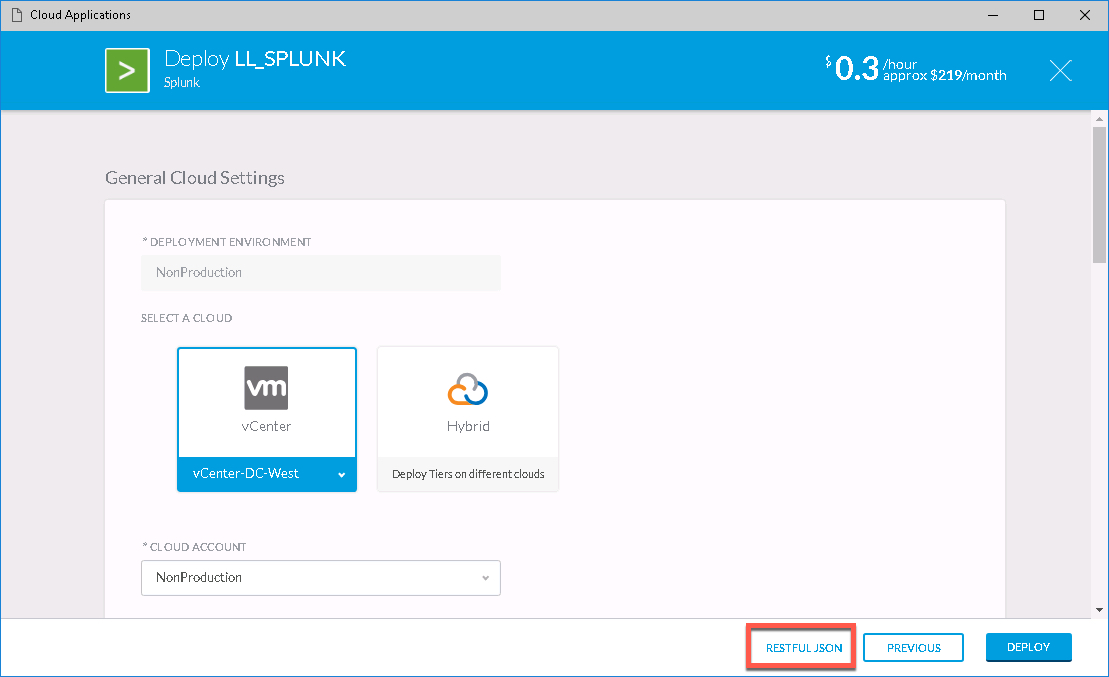 Cloud Applications
Deploy LL_SPLUNK
Splunk
$0.3 /hour
approx $219/month
General Cloud Settings
* DEPLOYMENT ENVIRONMENT
NonProduction
SELECT A CLOUD
vm
vCenter
Hybrid
vCenter-DC-West
Deploy Tiers on different clouds
* CLOUD ACCOUNT
NonProduction
RESTFUL JSON
PREVIOUS
DEPLOY